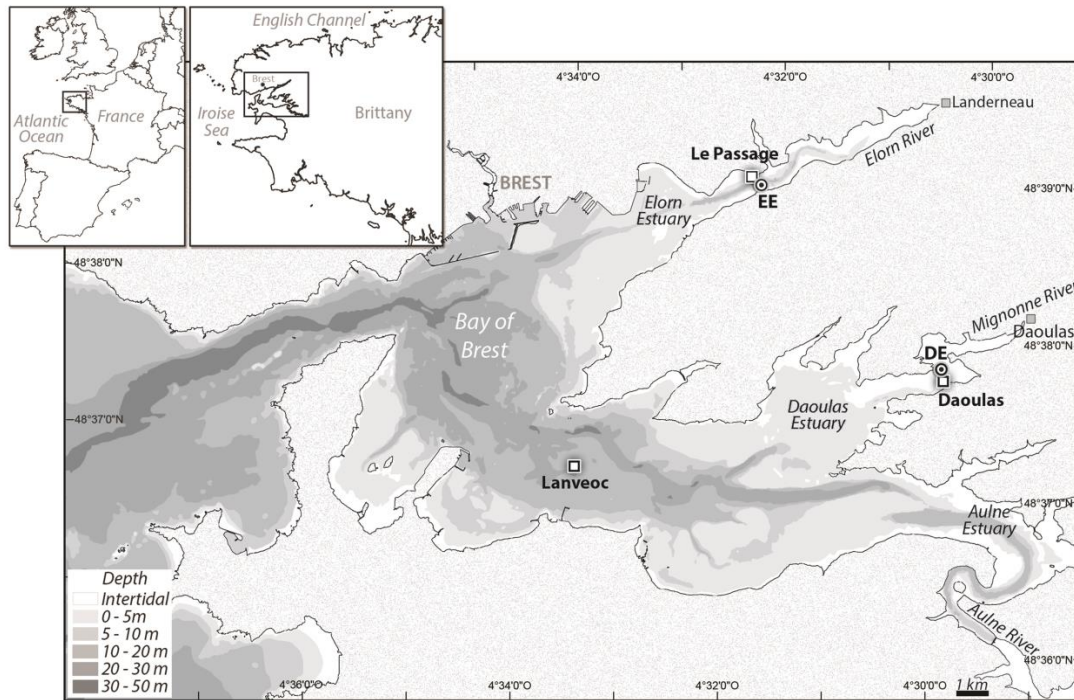 English Channel
Brest
Iroise
Sea
Brittany
Atlantic
Ocean
France
4°34'0"O
4°32'0"O
4°30'0"O
Landerneau
Elorn River
Le Passage
EE
48°39'0"N
BREST
Elorn
Estuary
48°38'0"N
Mignonne River
Daoulas
48°38'0"N
Bay of
Brest
DE
Daoulas
Daoulas
Estuary
48°37'0"N
Lanveoc
48°37'0"N
Aulne
Estuary
Depth
Intertidal
0 - 5m
5 - 10 m
10 - 20 m
20 - 30 m
30 - 50 m
Aulne River
48°36'0"N
1 km
4°36'0"O
4°34'0"O
4°32'0"O
4°30'0"O